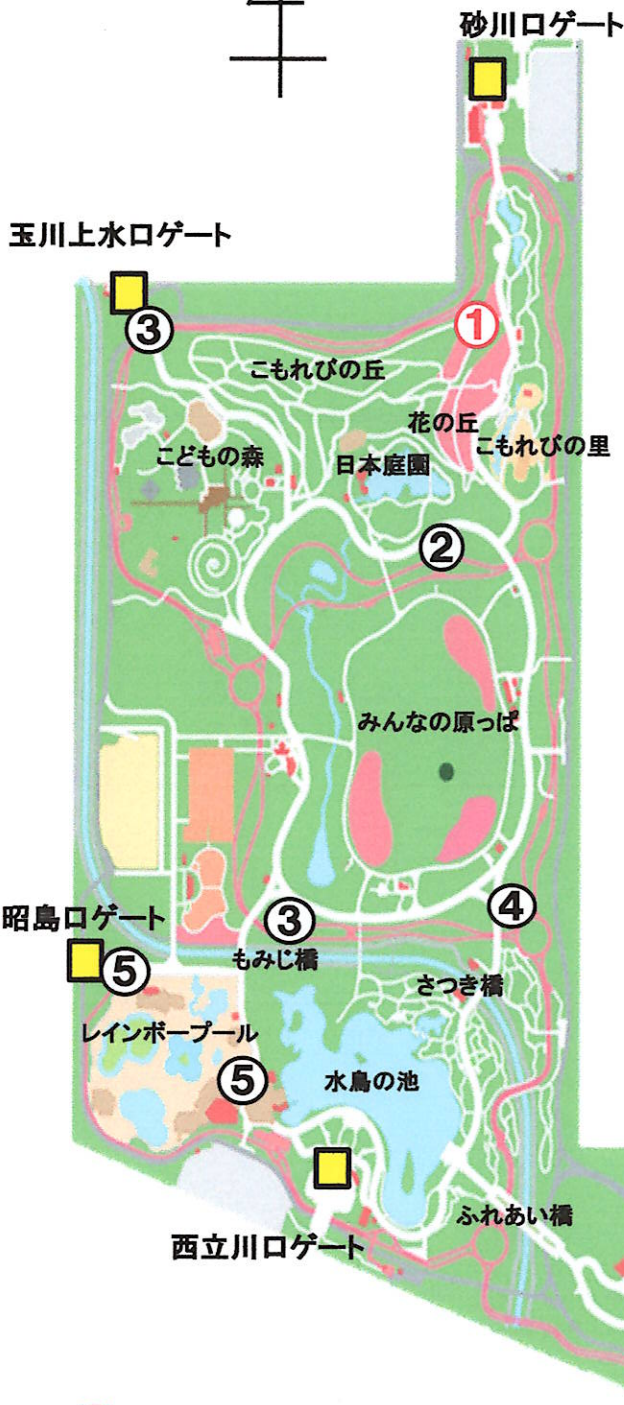 砂川口ゲート
玉川上水口ゲート
③
①
こもれびの丘
花の丘
こもれびの里
こどもの森
日本庭園
②
みんなの原っぱ
昭島口ゲート
③
④
⑤
もみじ橋
さつき橋
レインボープール
⑤
水鳥の池
ふれあい橋
西立川口ゲート